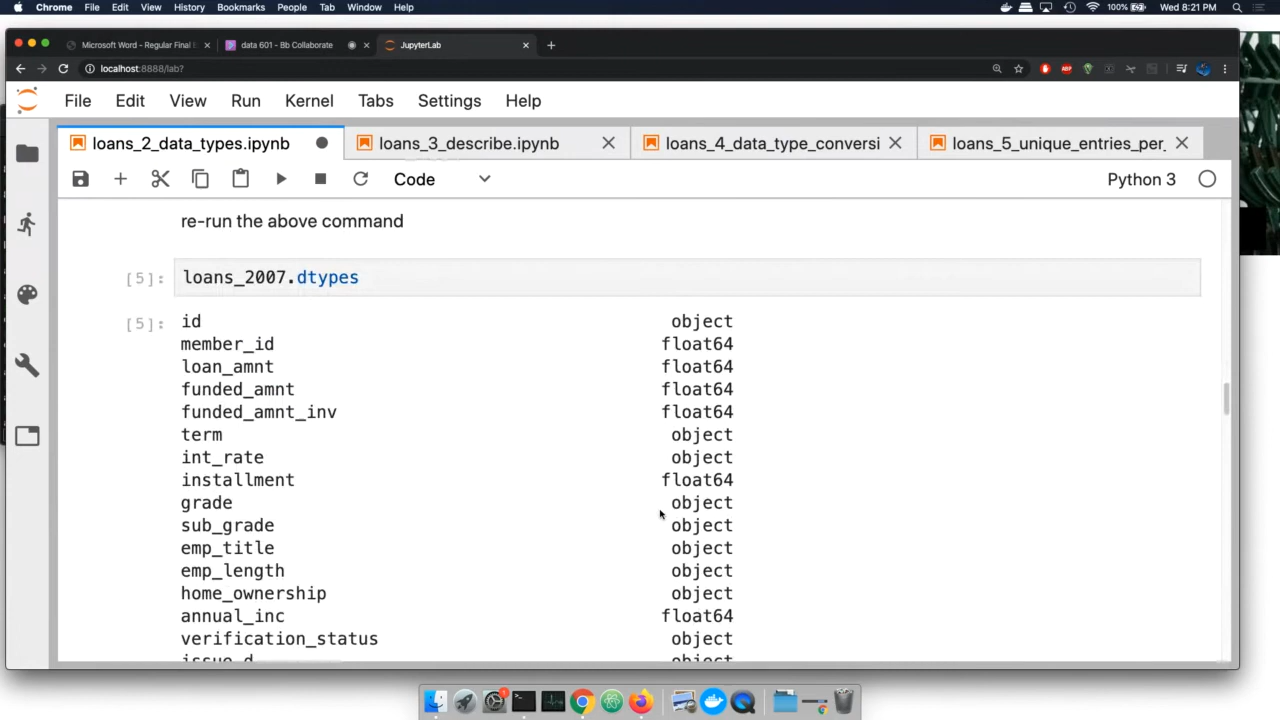 Chrome File Edit View History Bookmarks People Tab Window Help 100% Wed 8:21 PM
Microsoft Word - Regular Final E data 601 - Bb Collaborate JupyterLab
localhost:8888/lab?
File Edit View Run Kernel Tabs Settings Help
loans_2_data_types.ipynb loans_3_describe.ipynb loans_4_data_type_conversi loans_5_unique_entries_per_
Code Python 3
re-run the above command
[5]: loans_2007.dtypes
[5]: id object
member_id float64
loan_amnt float64
funded_amnt float64
funded_amnt_inv float64
term object
int_rate object
installment float64
grade object
sub_grade object
emp_title object
emp_length object
home_ownership object
annual_inc float64
verification_status object
issue_d object